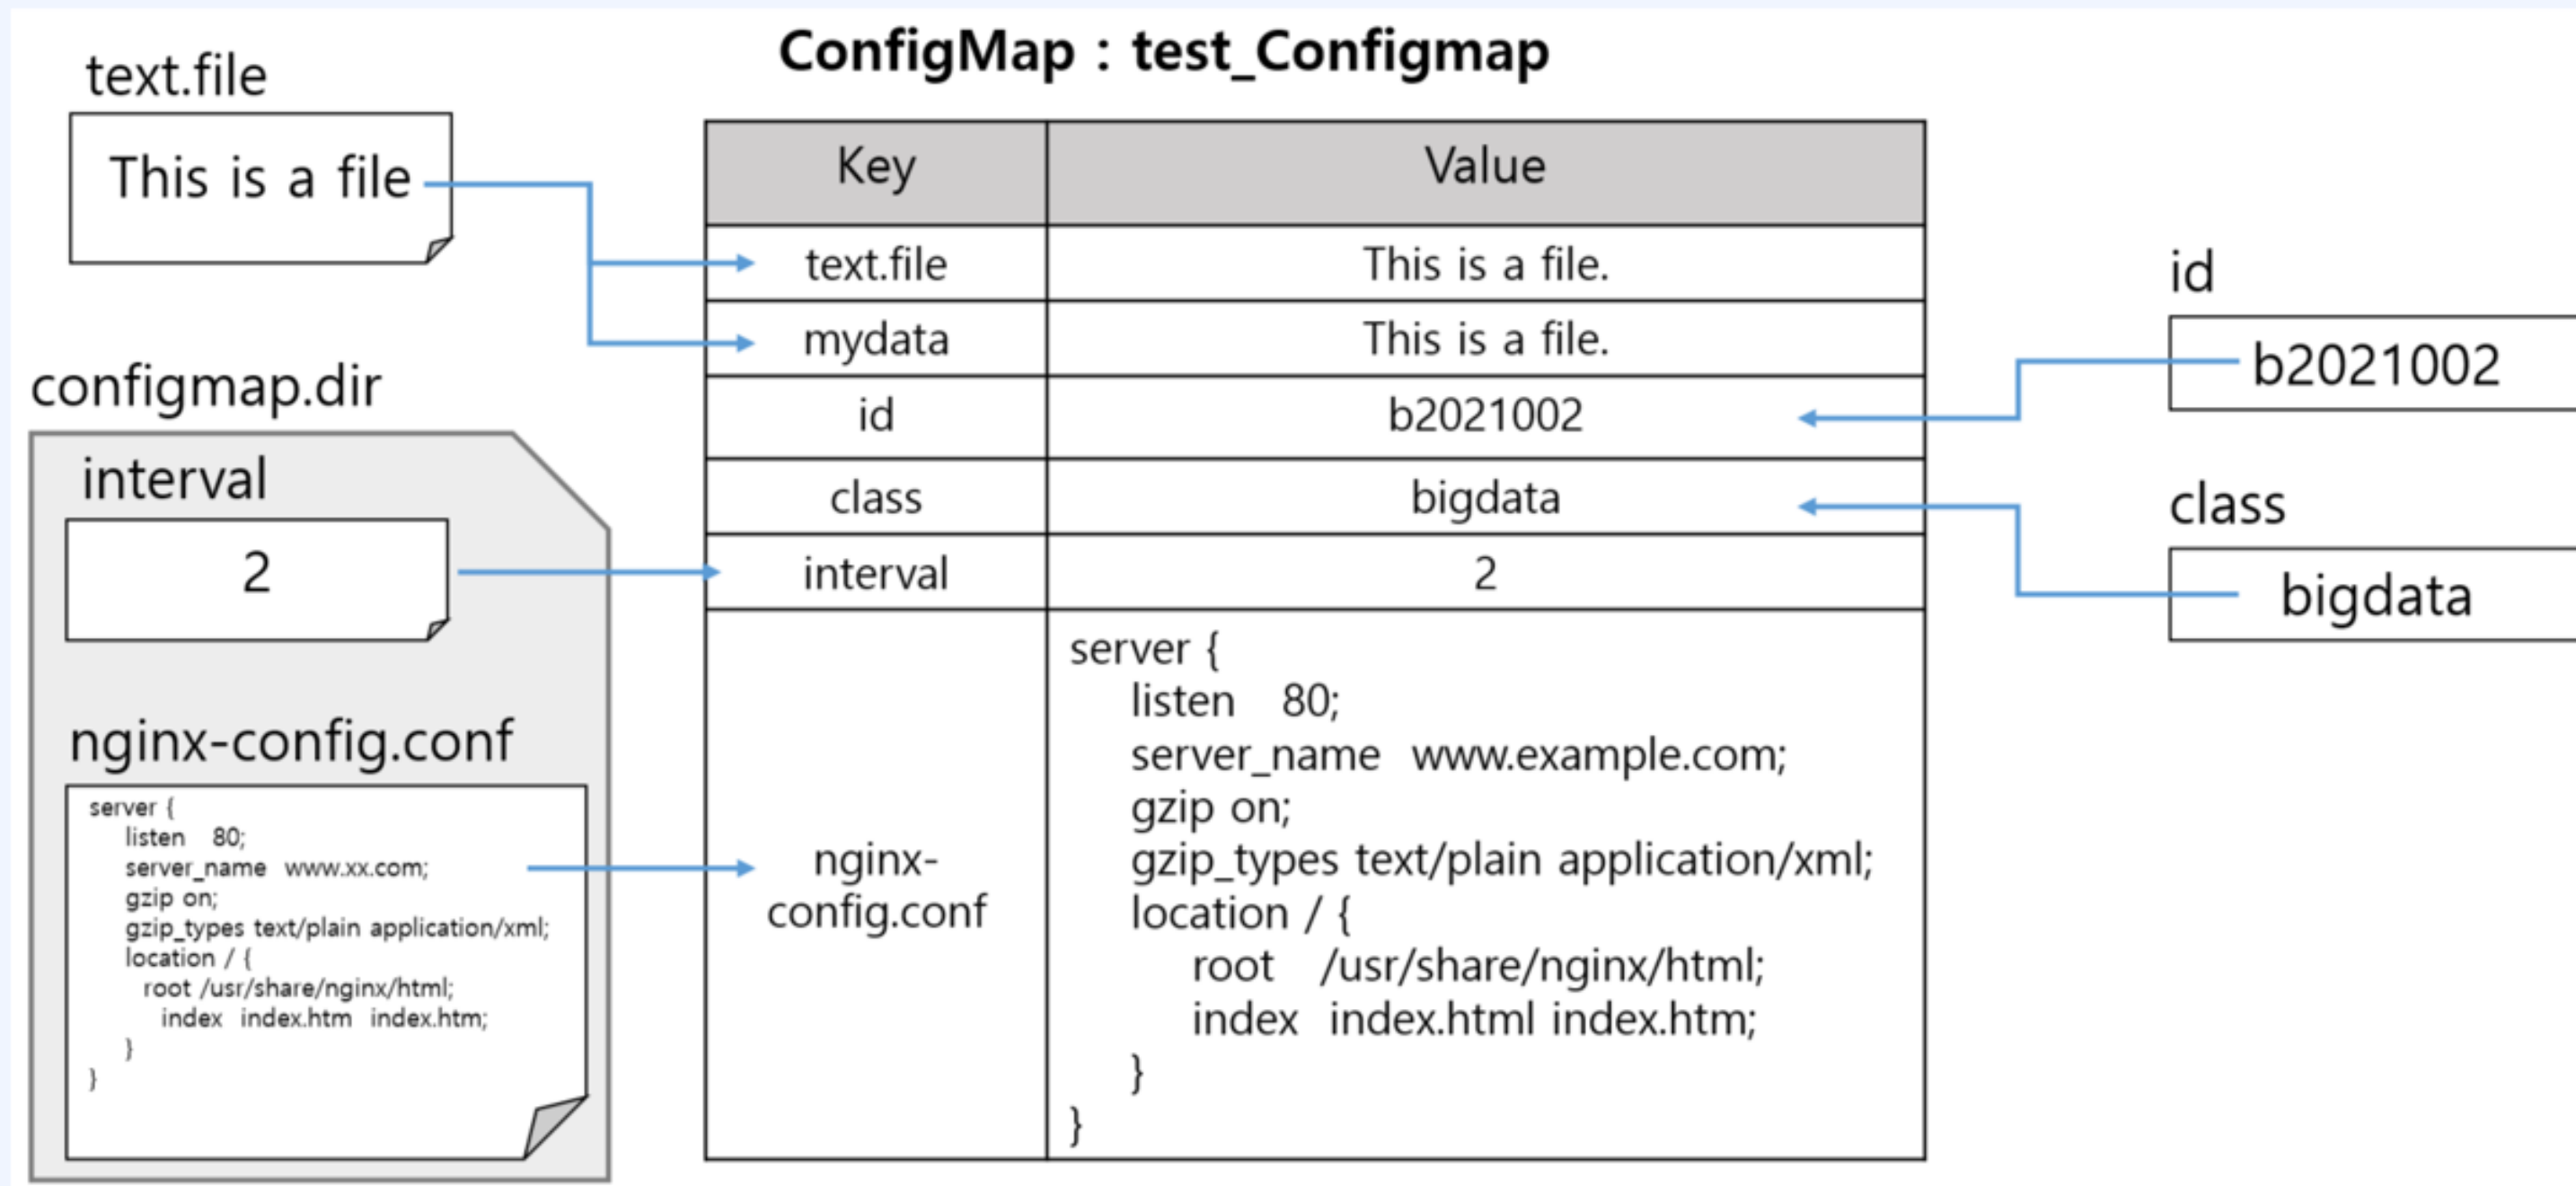 ConfigMap : test_Configmap
text.file
This is a file
configmap.dir
interval
2
nginx-config.conf
server {
listen 80;
server_name www.xx.com;
gzip on;
gzip_types text/plain application/xml;
location / {
root /usr/share/nginx/html;
index index.htm index.htm;
}
}
Key Value
text.file This is a file.
mydata This is a file.
id b2021002
class bigdata
interval 2
nginx-
config.conf
server {
listen 80;
server_name www.example.com;
gzip on;
gzip_types text/plain application/xml;
location / {
root /usr/share/nginx/html;
index index.html index.htm;
}
}
id
b2021002
class
bigdata